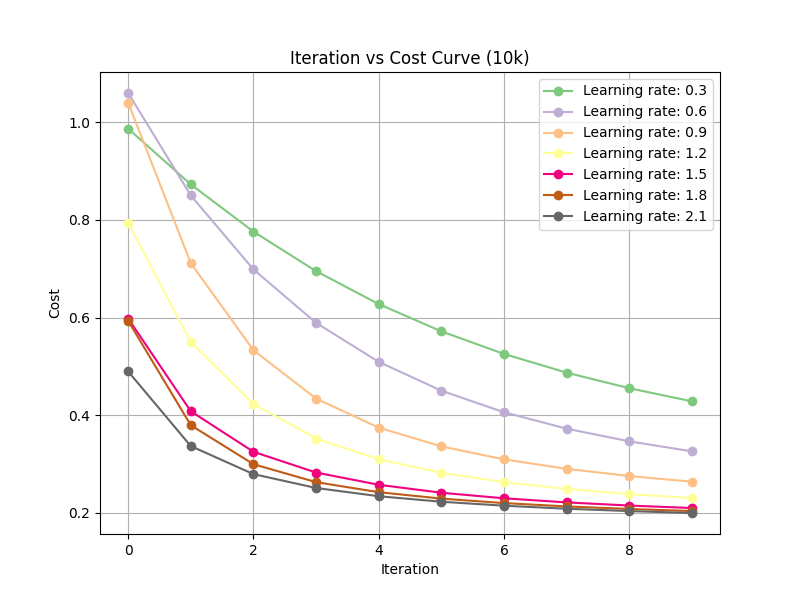 Iteration vs Cost Curve (10k)
Learning rate: 0.3
Learning rate: 0.6
Learning rate: 0.9
Learning rate: 1.2
Learning rate: 1.5
Learning rate: 1.8
Learning rate: 2.1
1.0
0.8
0.6
0.4
0.2
Cost
0 2 4 6 8
Iteration